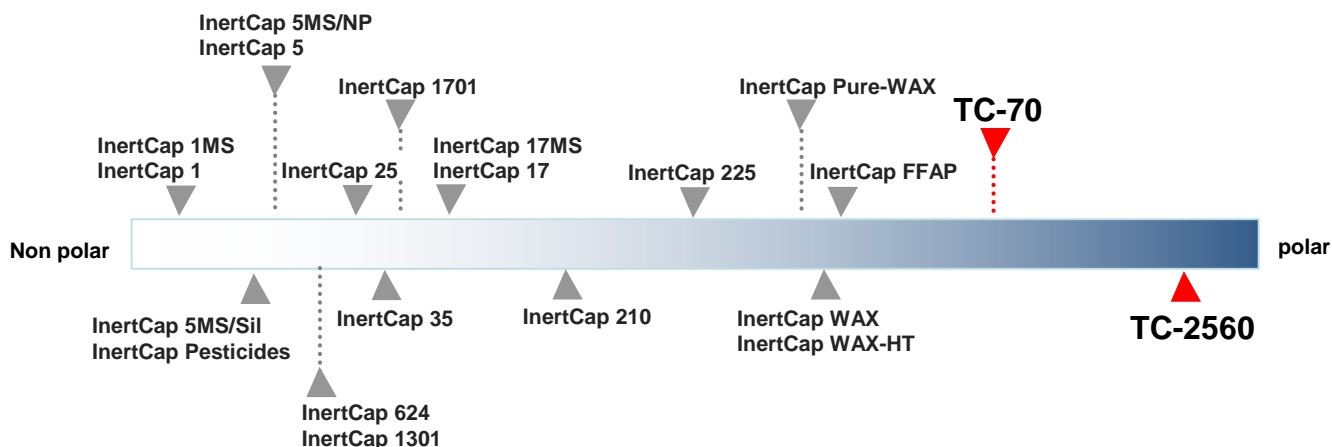 InertCap 5MS/NP
InertCap 5
InertCap 1701
InertCap Pure-WAX
TC-70
InertCap 1MS
InertCap 1
InertCap 25
InertCap 17MS
InertCap 17
InertCap 225
InertCap FFAP
Non polar
polar
InertCap 5MS/Sil
InertCap Pesticides
InertCap 35
InertCap 210
InertCap WAX
InertCap WAX-HT
TC-2560
InertCap 624
InertCap 1301